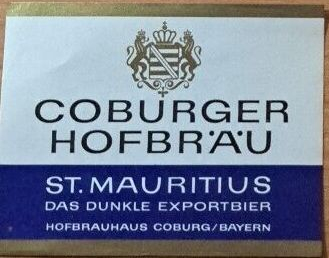 COBURGER
HOFBRÄU
ST. MAURITIUS
DAS DUNKLE EXPORTBIER
HOFBRAUHAUS COBURG/BAYERN